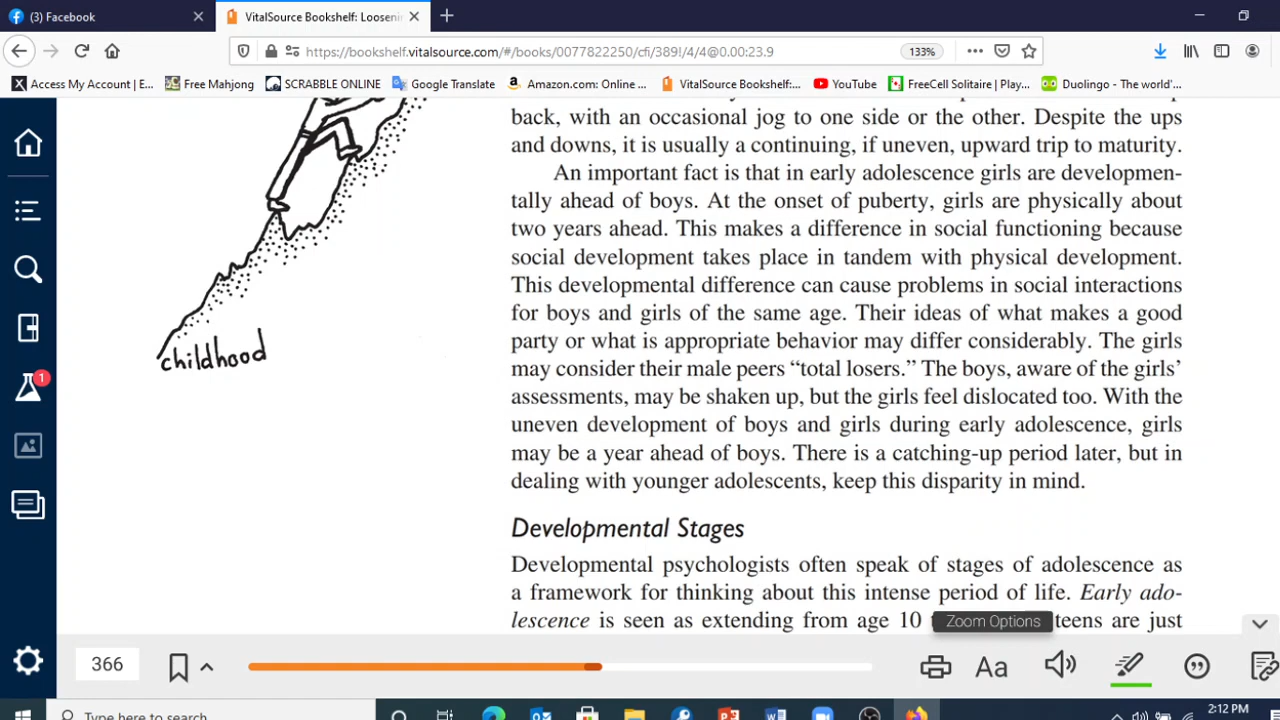 (3) Facebook
VitalSource Bookshelf: Looseni
https://bookshelf.vitalsource.com/#/books/0077822250/cfi/389!/4/4@0.00:23.9
133%
Access My Account | E...
Free Mahjong
SCRABBLE ONLINE
Google Translate
Amazon.com: Online ...
VitalSource Bookshelf:...
YouTube
FreeCell Solitaire | Play...
Duolingo - The world'...
back, with an occasional jog to one side or the other. Despite the ups
and downs, it is usually a continuing, if uneven, upward trip to maturity.
An important fact is that in early adolescence girls are developmen-
tally ahead of boys. At the onset of puberty, girls are physically about
two years ahead. This makes a difference in social functioning because
social development takes place in tandem with physical development.
This developmental difference can cause problems in social interactions
for boys and girls of the same age. Their ideas of what makes a good
party or what is appropriate behavior may differ considerably. The girls
may consider their male peers “total losers.” The boys, aware of the girls’
assessments, may be shaken up, but the girls feel dislocated too. With the
uneven development of boys and girls during early adolescence, girls
may be a year ahead of boys. There is a catching-up period later, but in
dealing with younger adolescents, keep this disparity in mind.
childhood
Developmental Stages
Developmental psychologists often speak of stages of adolescence as
a framework for thinking about this intense period of life. Early ado-
lescence is seen as extending from age 10
teens are just
Zoom Options
1
366
Aa
Type here to search
2:12 PM